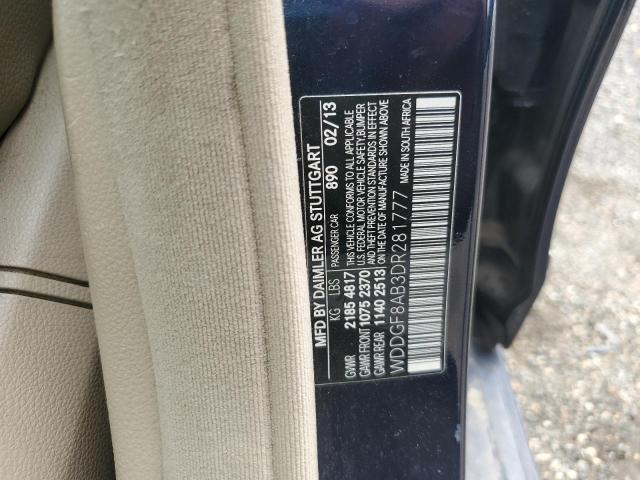 MFD BY DAIMLER AG STUTTGART
KG LBS PASSENGER CAR 890 02/13
GVWR 2185 4817 THIS VEHICLE CONFORMS TO ALL APPLICABLE
GAWR FRONT 1075 2370 U.S. FEDERAL MOTOR VEHICLE SAFETY, BUMPER
GAWR REAR 1140 2513 AND THEFT PREVENTION STANDARDS IN EFFECT
ON THE DATE OF MANUFACTURE SHOWN ABOVE
WDDGF8AB3DR281777 MADE IN SOUTH AFRICA